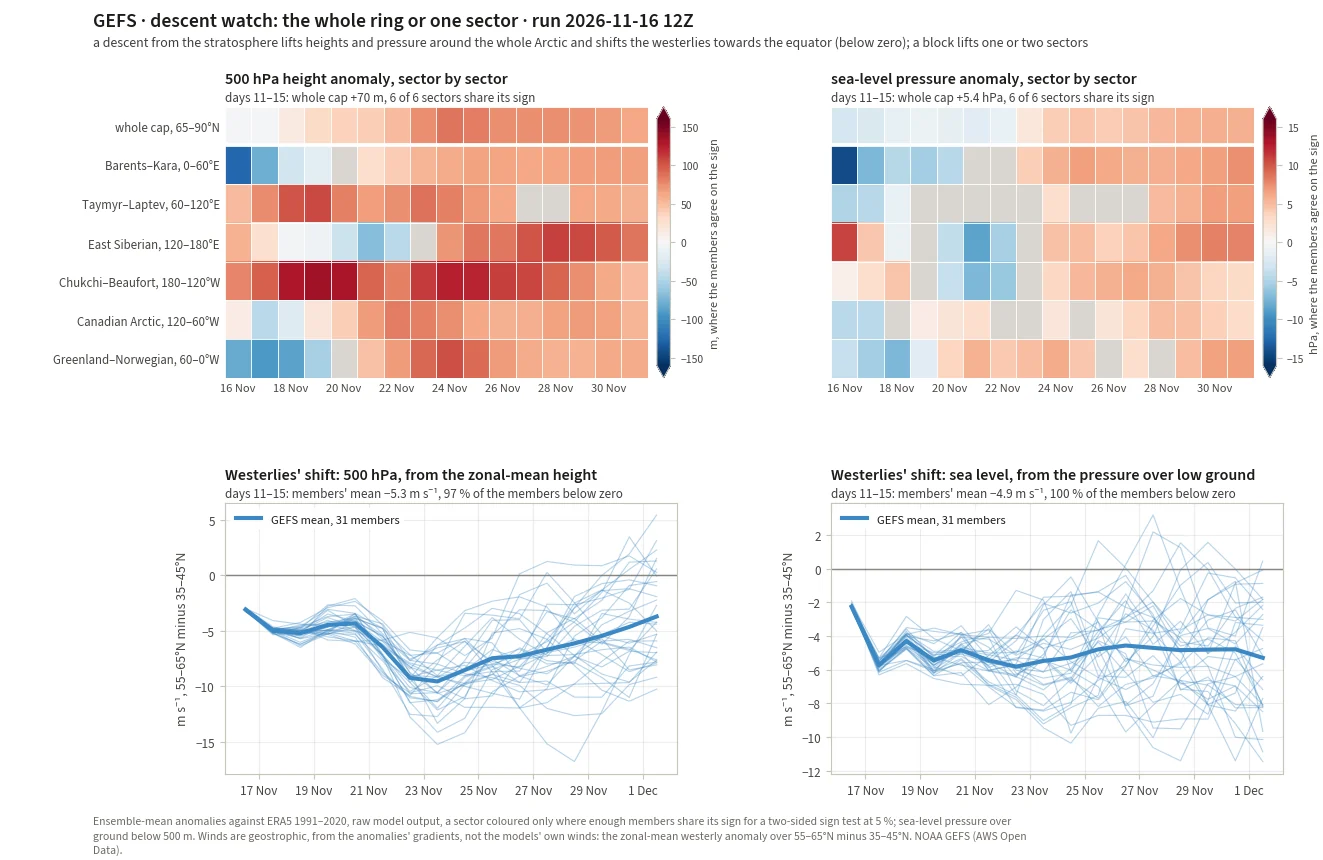 GEFS · descent watch: the whole ring or one sector · run 2026-11-16 12Z
a descent from the stratosphere lifts heights and pressure around the whole Arctic and shifts the westerlies towards the equator (below zero); a block lifts one or two sectors
500 hPa height anomaly, sector by sector
days 11–15: whole cap +70 m, 6 of 6 sectors share its sign
whole cap, 65–90°N
Barents–Kara, 0–60°E
Taymyr–Laptev, 60–120°E
East Siberian, 120–180°E
Chukchi–Beaufort, 180–120°W
Canadian Arctic, 120–60°W
Greenland–Norwegian, 60–0°W
16 Nov 18 Nov 20 Nov 22 Nov 24 Nov 26 Nov 28 Nov 30 Nov
150
100
50
0
−50
−100
−150
m, where the members agree on the sign
sea-level pressure anomaly, sector by sector
days 11–15: whole cap +5.4 hPa, 6 of 6 sectors share its sign
16 Nov 18 Nov 20 Nov 22 Nov 24 Nov 26 Nov 28 Nov 30 Nov
15
10
5
0
−5
−10
−15
hPa, where the members agree on the sign
Westerlies' shift: 500 hPa, from the zonal-mean height
days 11–15: members' mean −5.3 m s⁻¹, 97 % of the members below zero
GEFS mean, 31 members
5
0
−5
−10
−15
m s⁻¹, 55–65°N minus 35–45°N
17 Nov 19 Nov 21 Nov 23 Nov 25 Nov 27 Nov 29 Nov 1 Dec
Westerlies' shift: sea level, from the pressure over low ground
days 11–15: members' mean −4.9 m s⁻¹, 100 % of the members below zero
GEFS mean, 31 members
2
0
−2
−4
−6
−8
−10
−12
m s⁻¹, 55–65°N minus 35–45°N
17 Nov 19 Nov 21 Nov 23 Nov 25 Nov 27 Nov 29 Nov 1 Dec
Ensemble-mean anomalies against ERA5 1991–2020, raw model output, a sector coloured only where enough members share its sign for a two-sided sign test at 5 %; sea-level pressure over
ground below 500 m. Winds are geostrophic, from the anomalies' gradients, not the models' own winds: the zonal-mean westerly anomaly over 55–65°N minus 35–45°N. NOAA GEFS (AWS Open
Data).